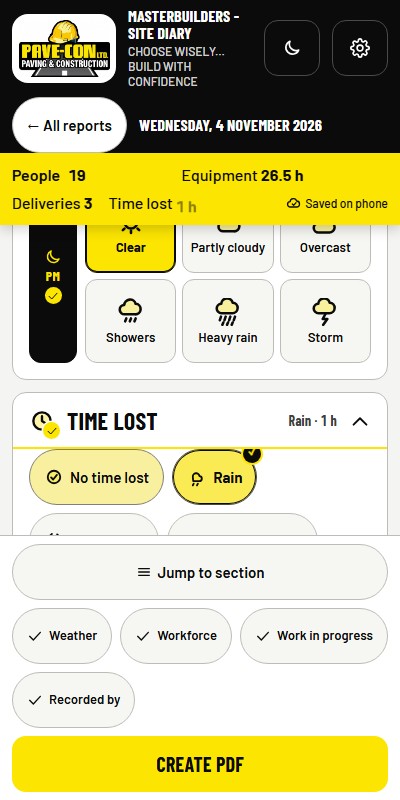 PAVE-CON LTD.
PAVING & CONSTRUCTION
MASTERBUILDERS -
SITE DIARY
CHOOSE WISELY...
BUILD WITH
CONFIDENCE
← All reports
WEDNESDAY, 4 NOVEMBER 2026
People 19
Equipment 26.5 h
Deliveries 3
Time lost 1 h
Saved on phone
PM
Clear
Partly cloudy
Overcast
Showers
Heavy rain
Storm
TIME LOST
Rain · 1 h
No time lost
Rain
Jump to section
Weather
Workforce
Work in progress
Recorded by
CREATE PDF